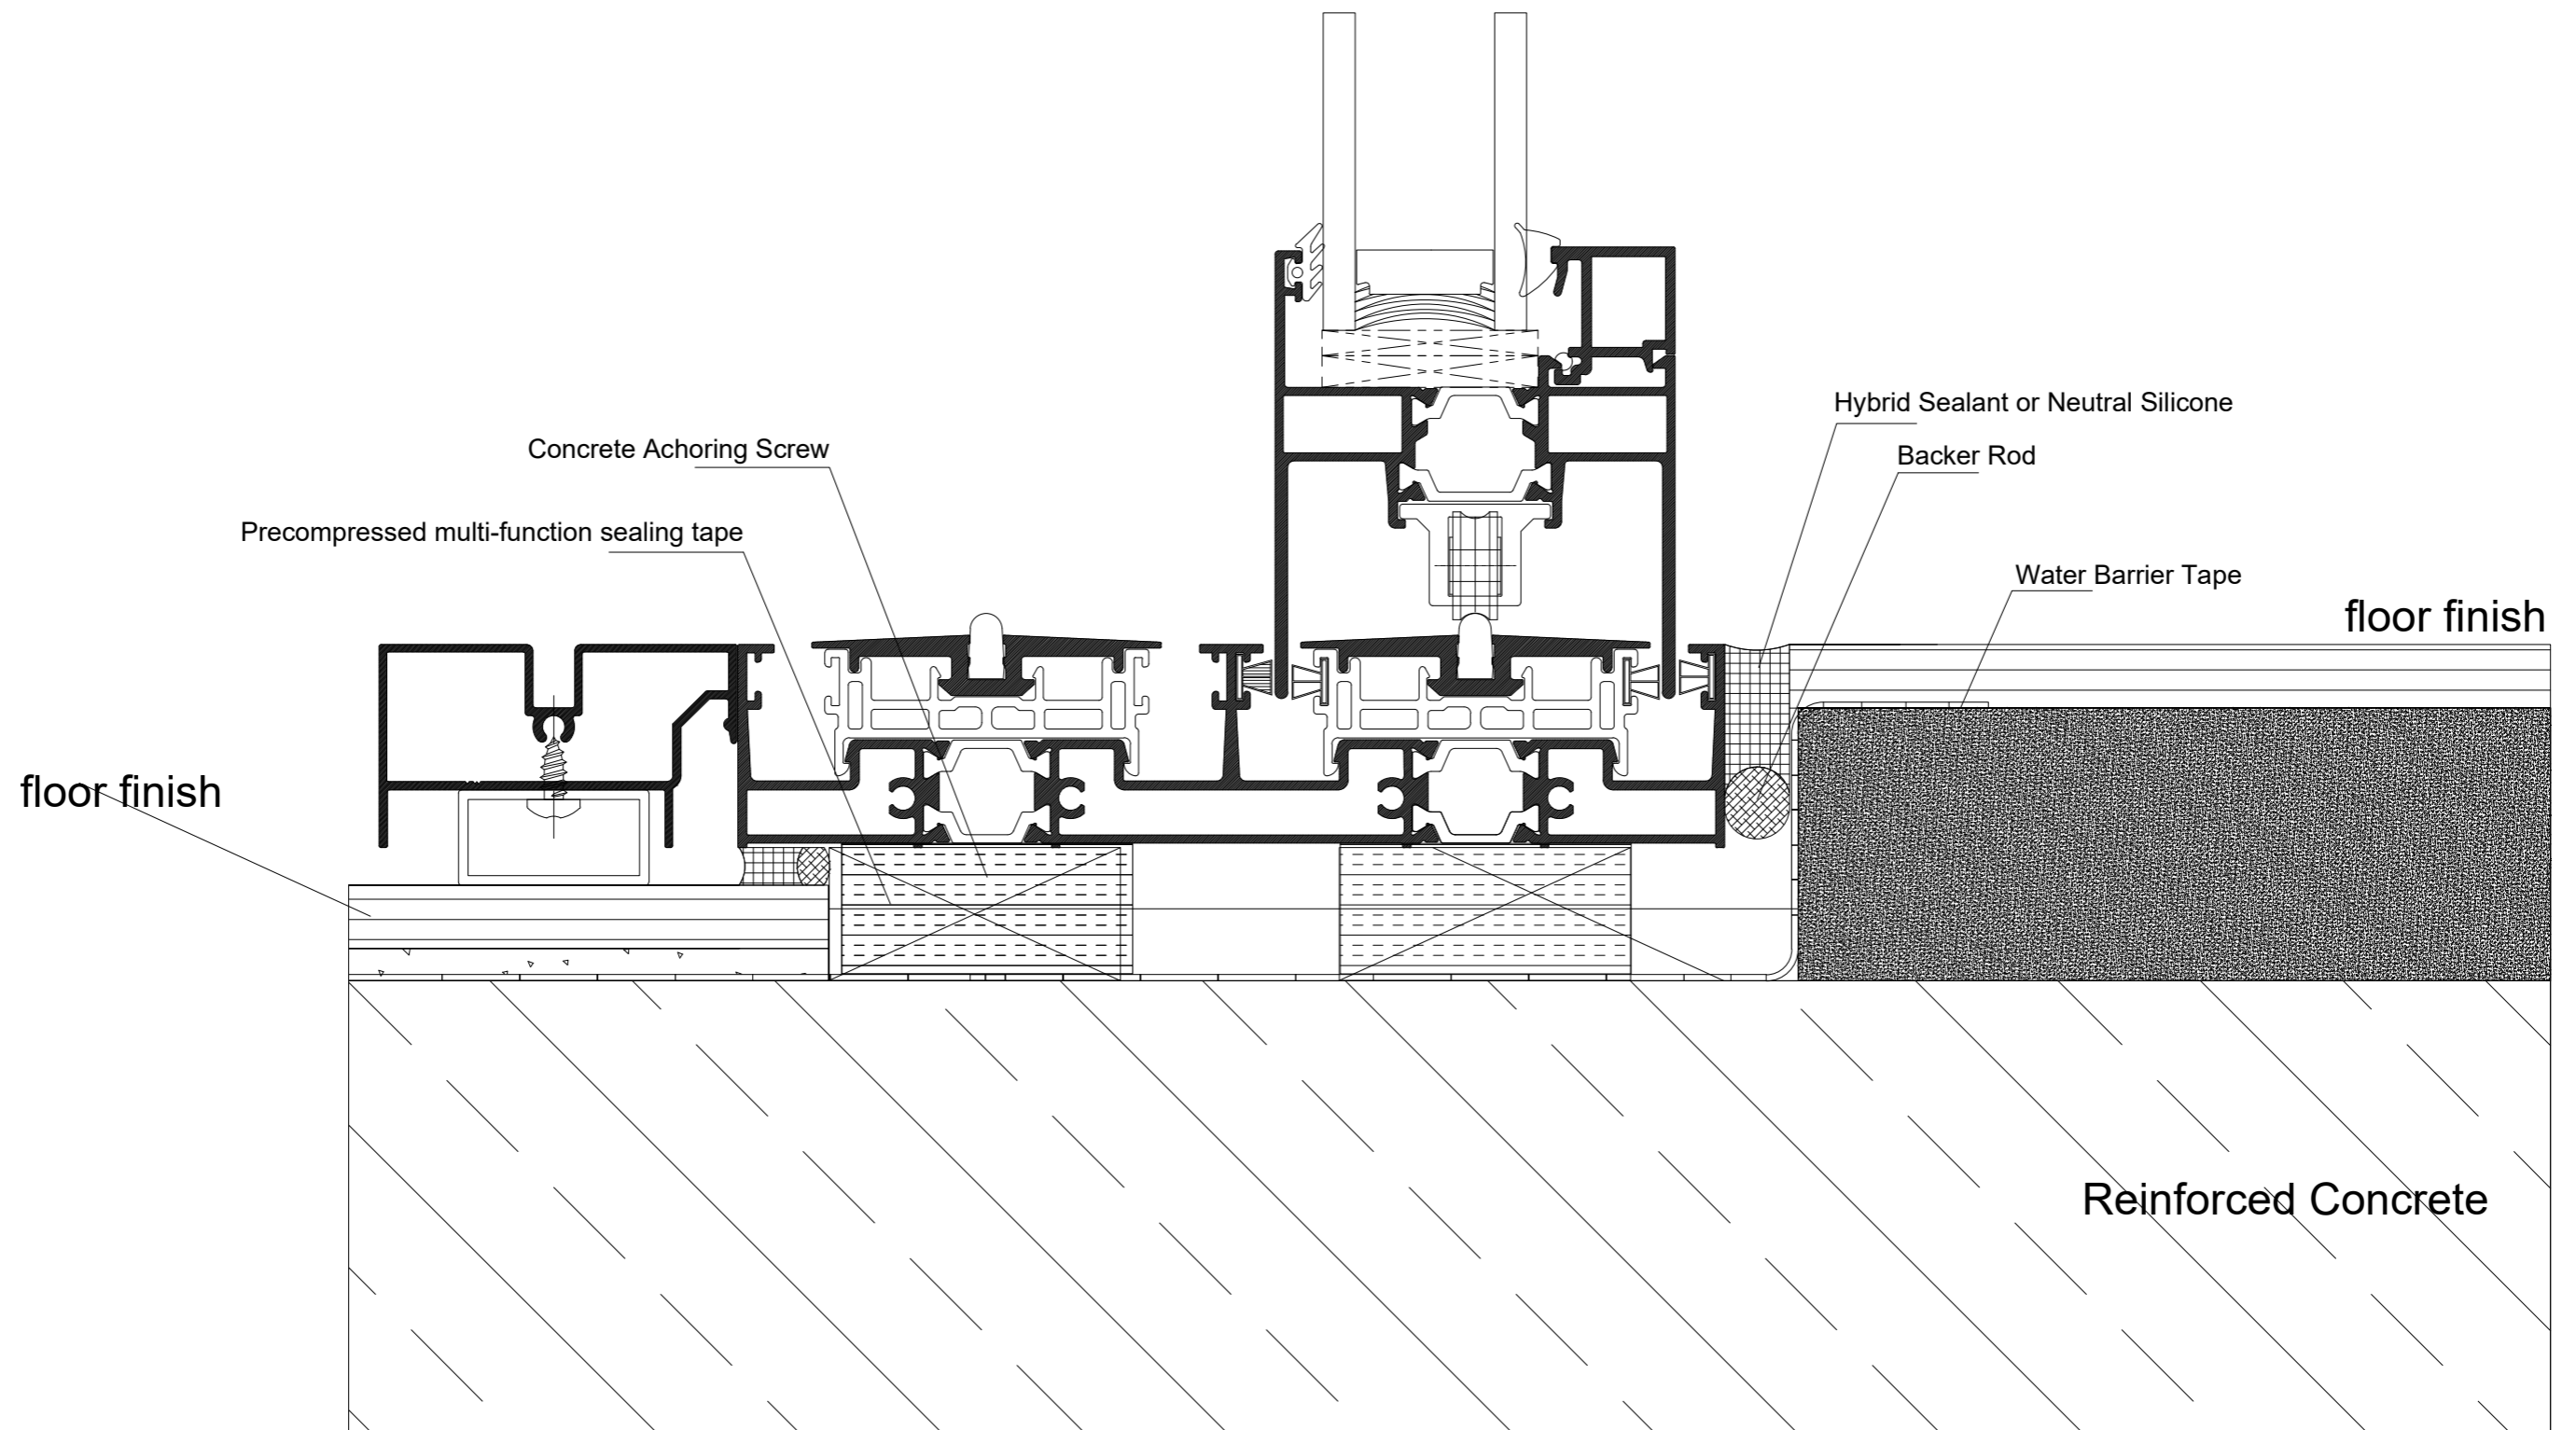 Hybrid Sealant or Neutral Silicone
Concrete Achoring Screw
Backer Rod
Precompressed multi-function sealing tape
Water Barrier Tape
floor finish
floor finish
Reinforced Concrete